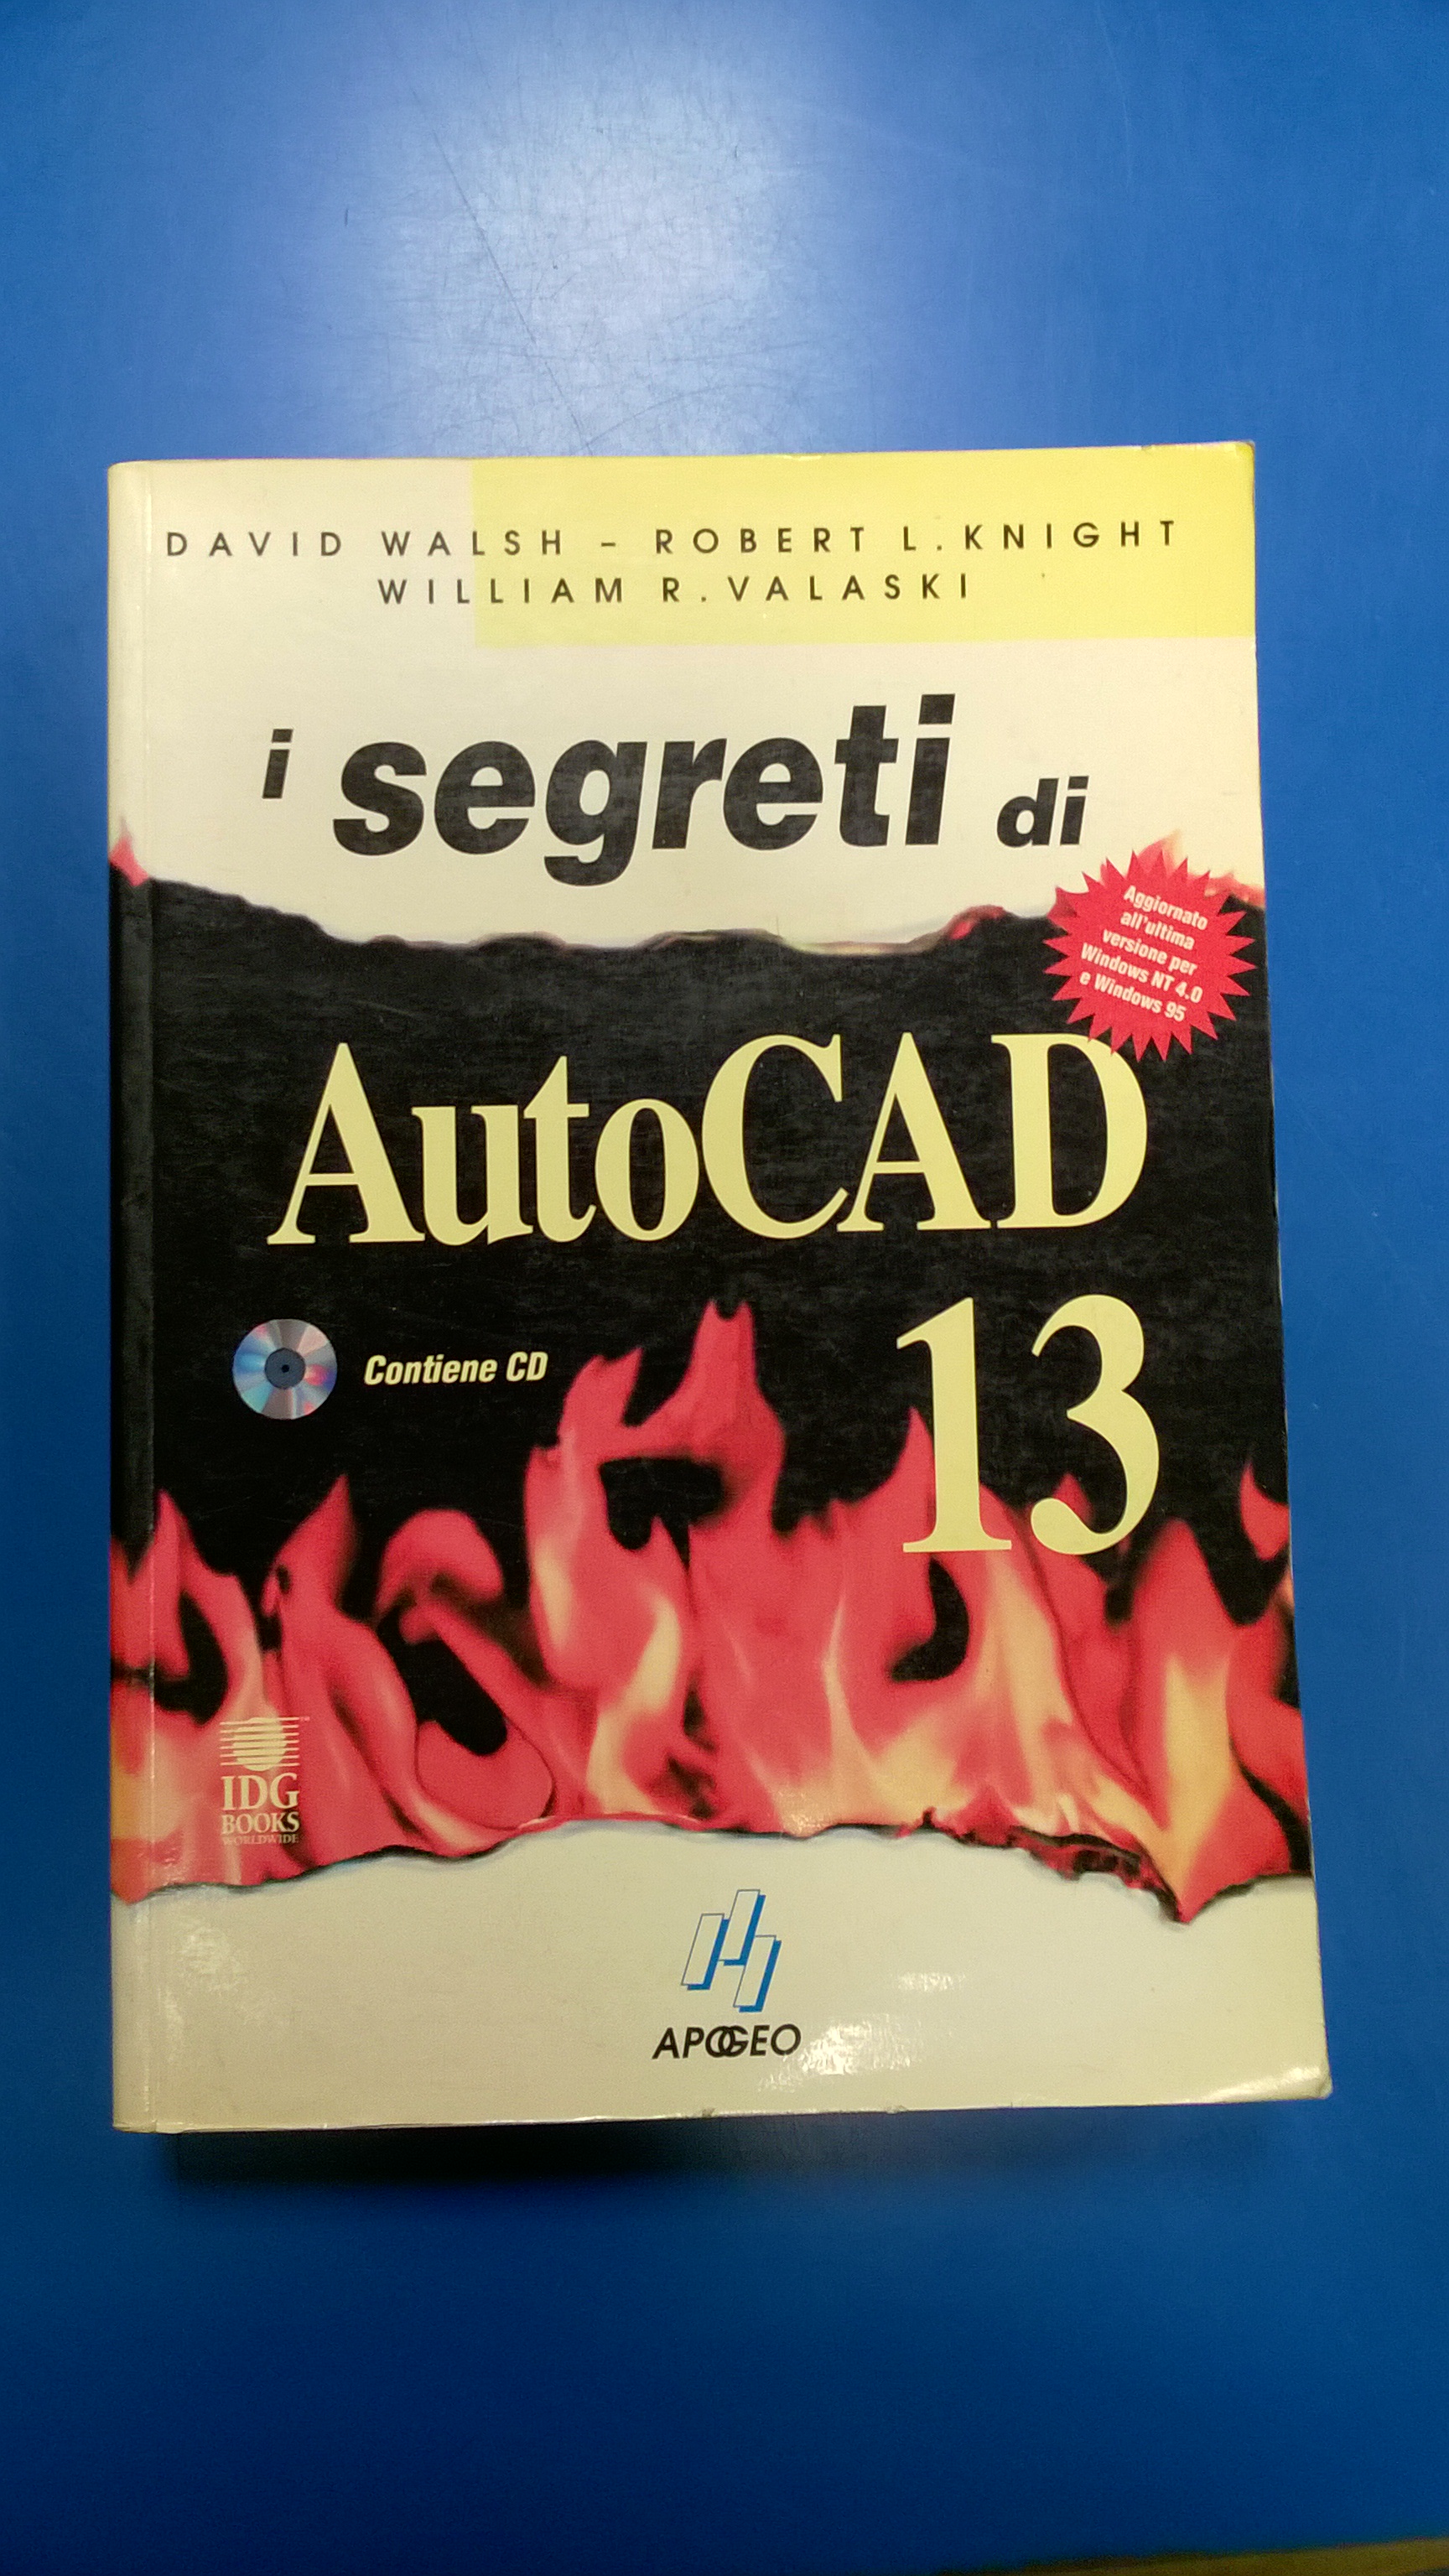 DAVID WALSH – ROBERT L. KNIGHT
WILLIAM R. VALASKI
i segreti di
Aggiornato
all'ultima
versione per
Windows NT 4.0
e Windows 95
AutoCAD
13
Contiene CD
IDG
BOOKS
WORLDWIDE
APOGEO